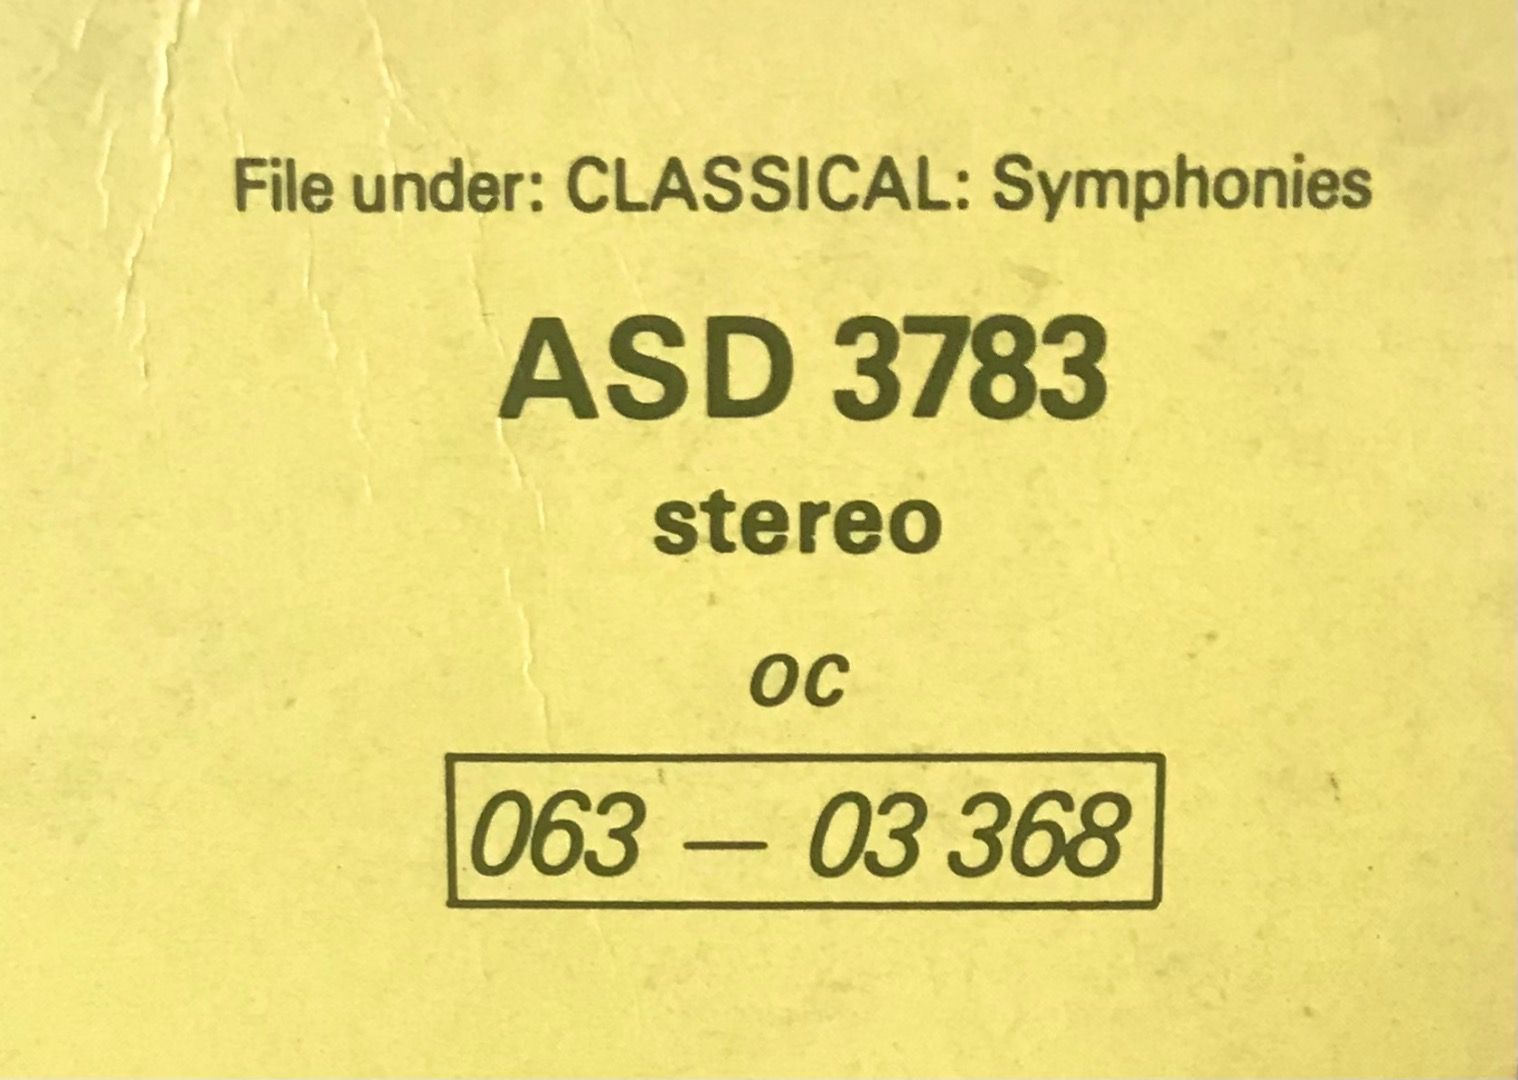 File under: CLASSICAL: Symphonies
ASD 3783
stereo
oc
063 — 03 368